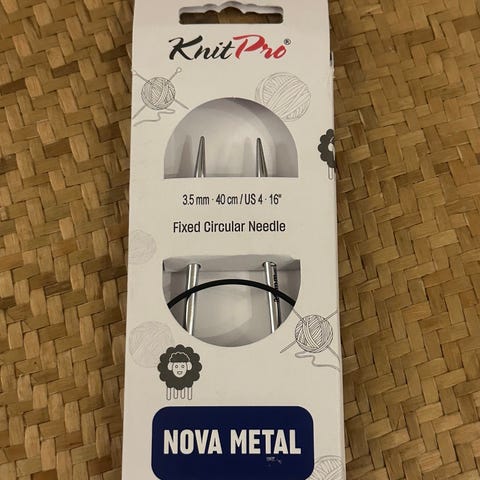 KnitPro®
3.5 mm · 40 cm / US 4 · 16"
Fixed Circular Needle
NOVA METAL